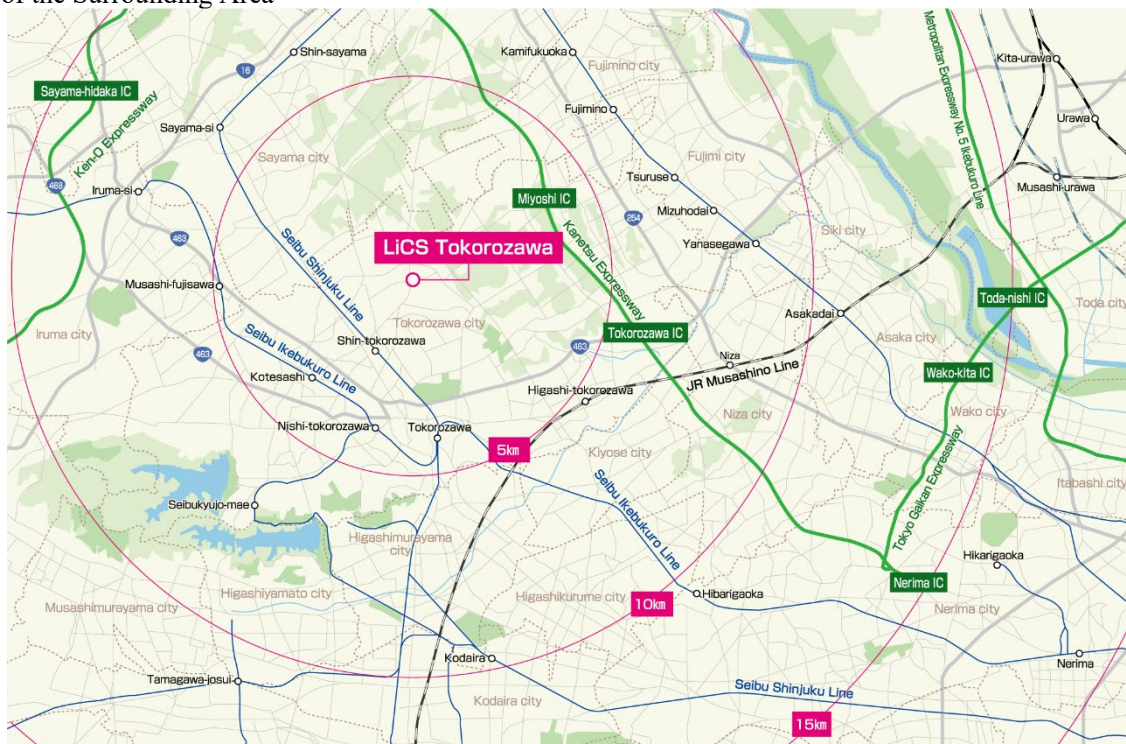 of the Surrounding Area
Shin-sayama
Kamifukuoka
Fujimino city
Metropolitan Expressway No. 5 Ikebukuro Line
Kita-urawa
16
Sayama-hidaka IC
Fujimino
Urawa
Sayama-si
Ken-O Expressway
Sayama city
Fujimi city
Tsuruse
Musashi-urawa
468
Iruma-si
Miyoshi IC
Mizuhodai
254
Siki city
463
Seibu Shinjuku Line
LiCS Tokorozawa
Kanetsu Expressway
Yanasegawa
Musashi-fujisawa
Toda-nishi IC
Toda city
Iruma city
Tokorozawa city
Asakadai
Asaka city
Tokorozawa IC
463
463
Shin-tokorozawa
Seibu Ikebukuro Line
Niza
JR Musashino Line
Wako-kita IC
Kotesashi
Higashi-tokorozawa
Niza city
Wako city
Nishi-tokorozawa
Tokorozawa
5km
Kiyose city
Seibu Ikebukuro Line
Tokyo Gaikan Expressway
Itabashi city
Seibukyujo-mae
Higashimurayama
city
Hikarigaoka
Nerima IC
Musashimurayama city
Higashiyamato city
Higashikurume city
10km
Hibarigaoka
Nerima city
Kodaira
Nerima
Tamagawa-josui
Seibu Shinjuku Line
Kodaira city
15km